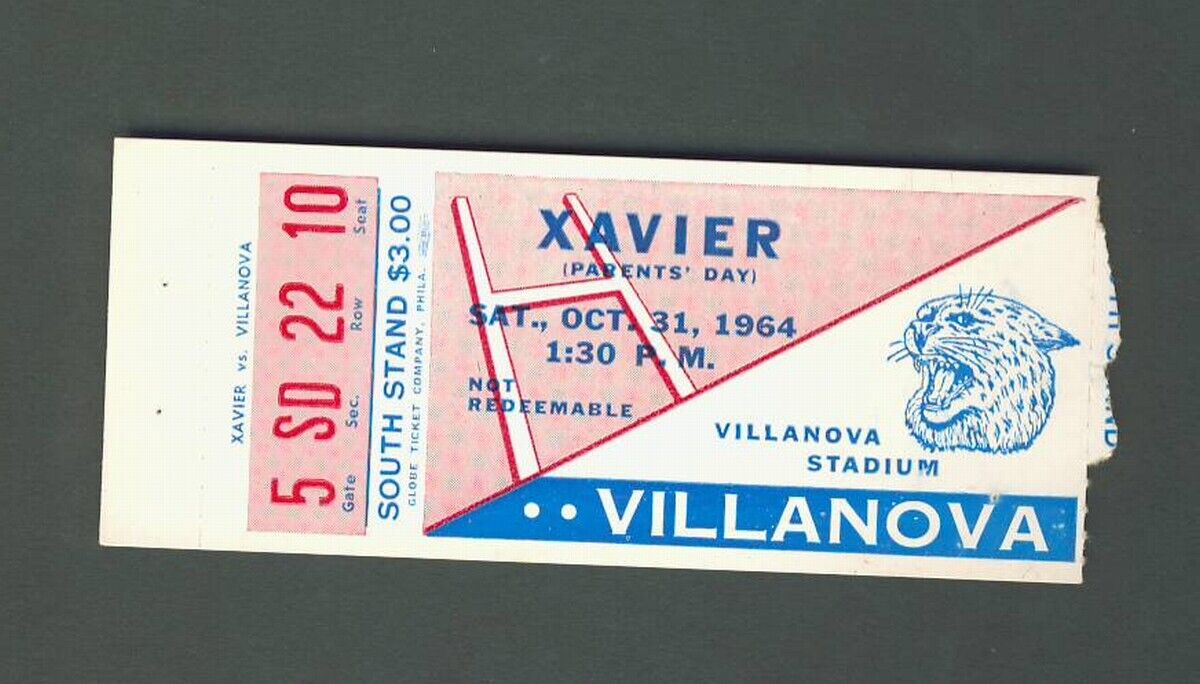 XAVIER vs. VILLANOVA
5 SD 22 10
Gate Sec. Row Seat
SOUTH STAND $3.00
GLOBE TICKET COMPANY, PHILA.
XAVIER
(PARENTS' DAY)
SAT., OCT. 31, 1964
1:30 P. M.
NOT
REDEEMABLE
VILLANOVA
STADIUM
••VILLANOVA